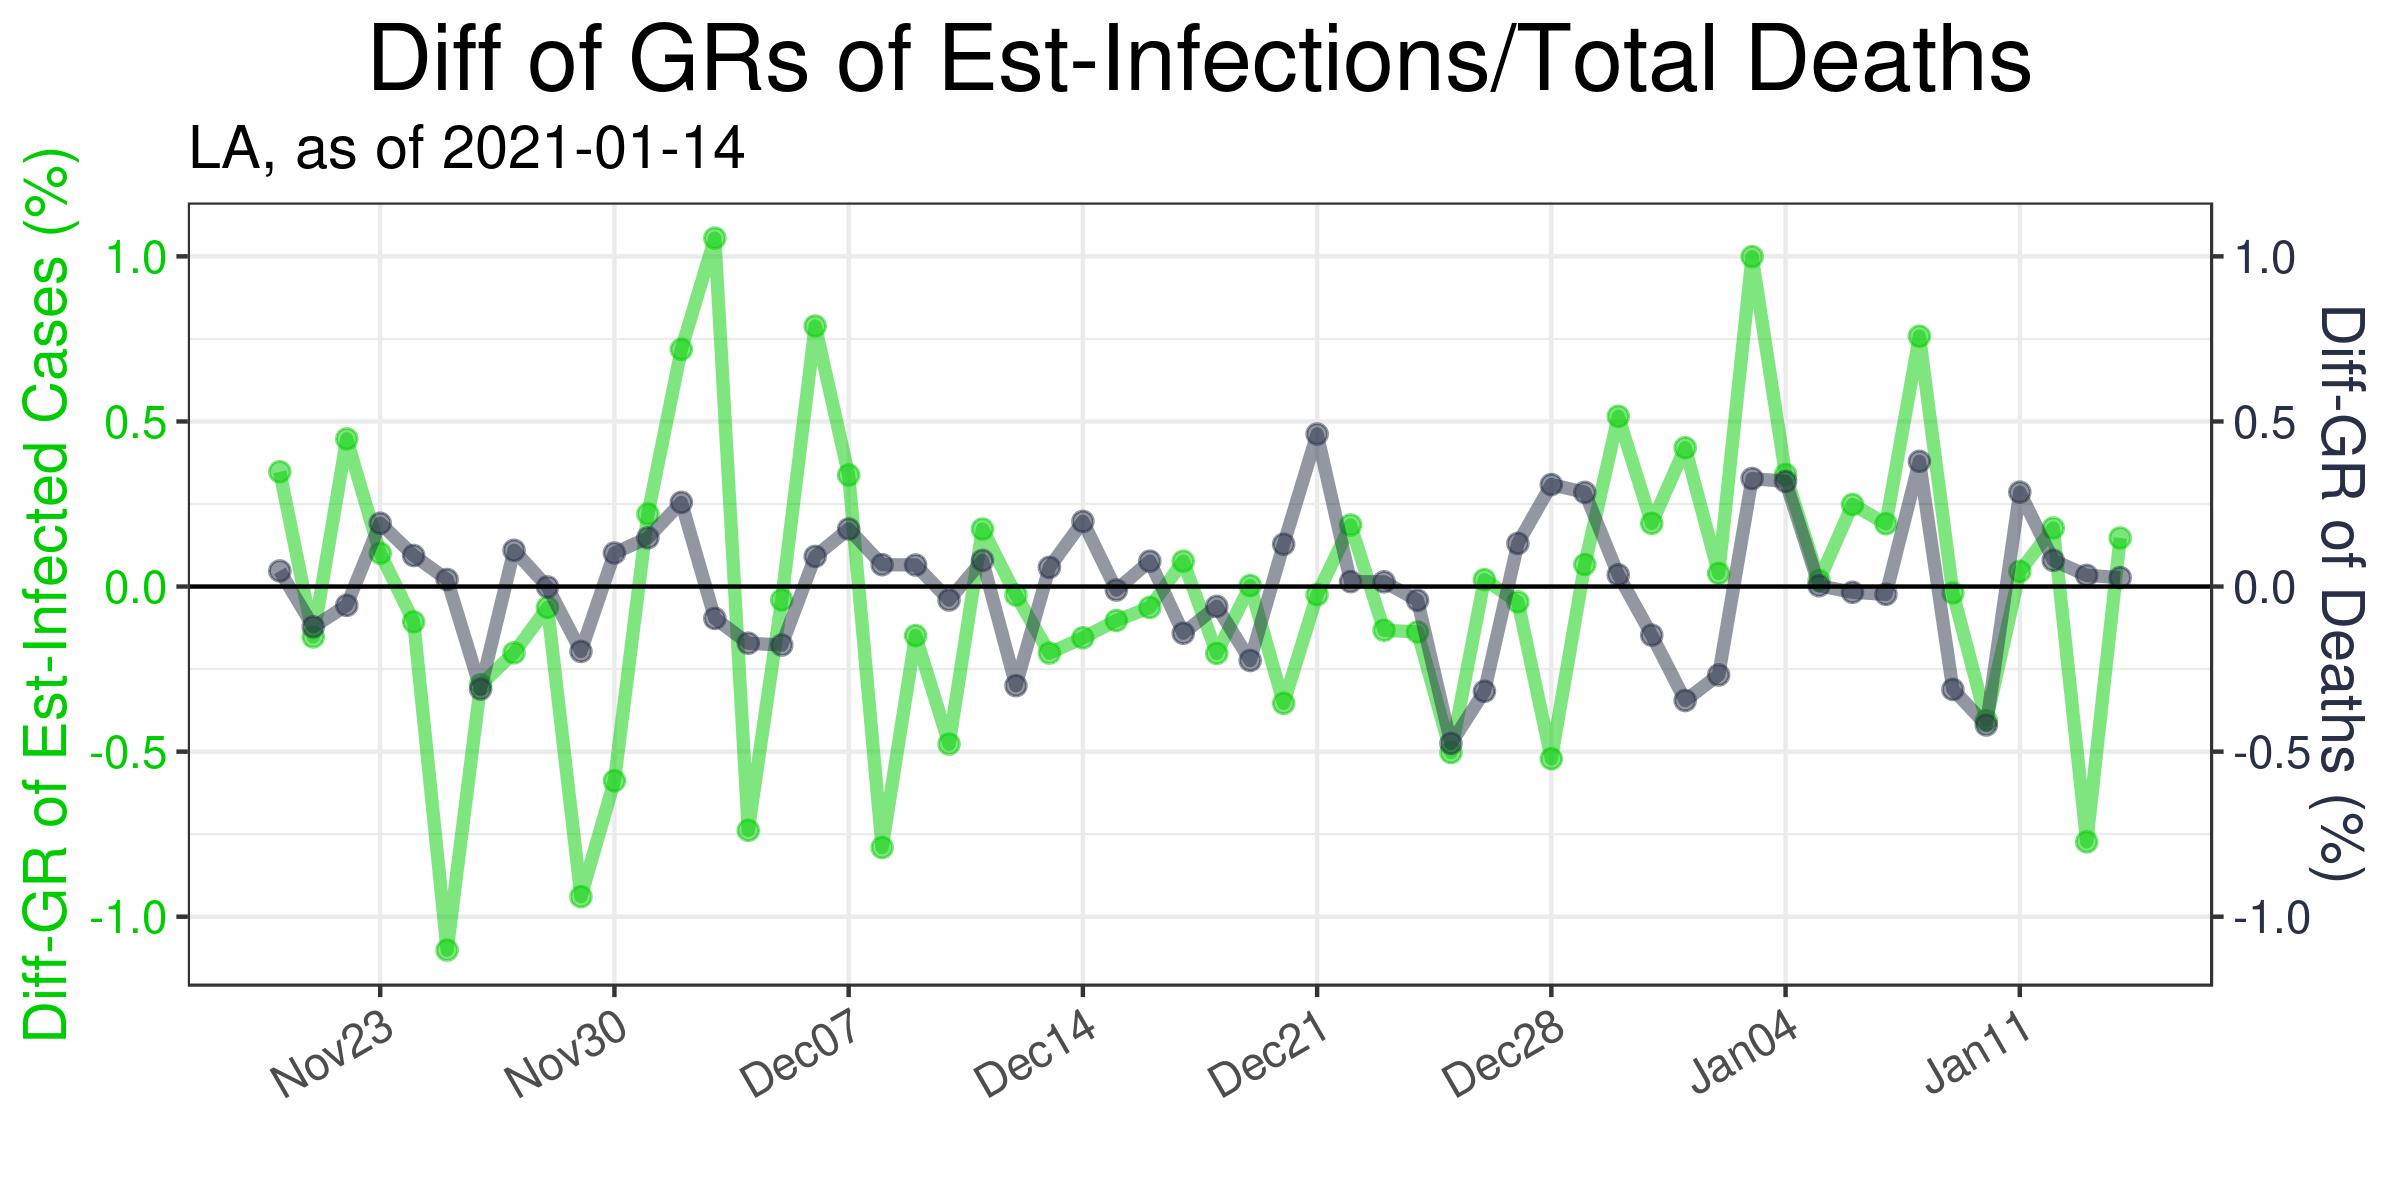 Diff of GRs of Est-Infections/Total Deaths
LA, as of 2021-01-14
Diff-GR of Est-Infected Cases (%)
1.0
0.5
0.0
-0.5
-1.0
1.0
0.5
0.0
-0.5
-1.0
Diff-GR of Deaths (%)
Nov23
Nov30
Dec07
Dec14
Dec21
Dec28
Jan04
Jan11